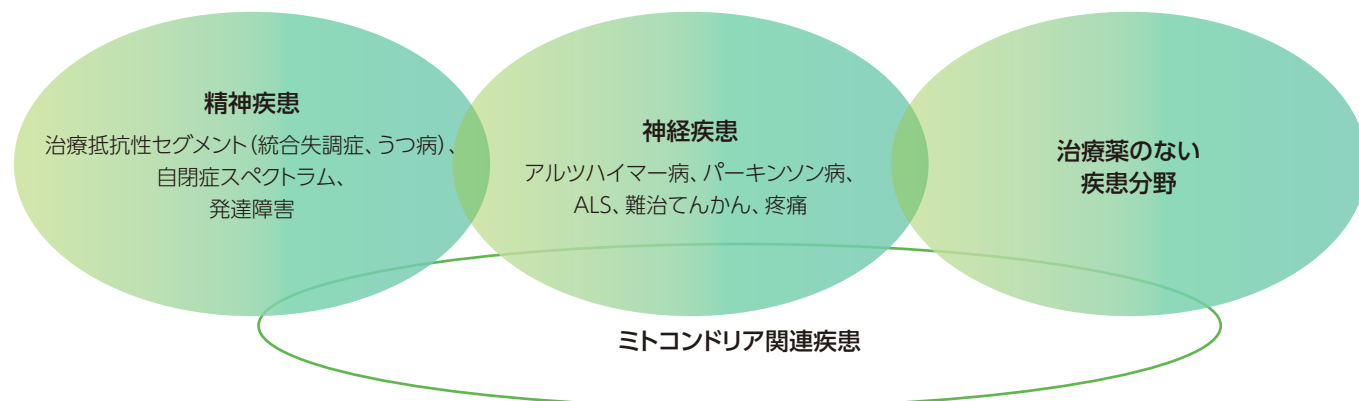 精神疾患
治療抵抗性セグメント（統合失調症、うつ病）、
自閉症スペクトラム、
発達障害
神経疾患
アルツハイマー病、パーキンソン病、
ALS、難治てんかん、疼痛
治療薬のない
疾患分野
ミトコンドリア関連疾患